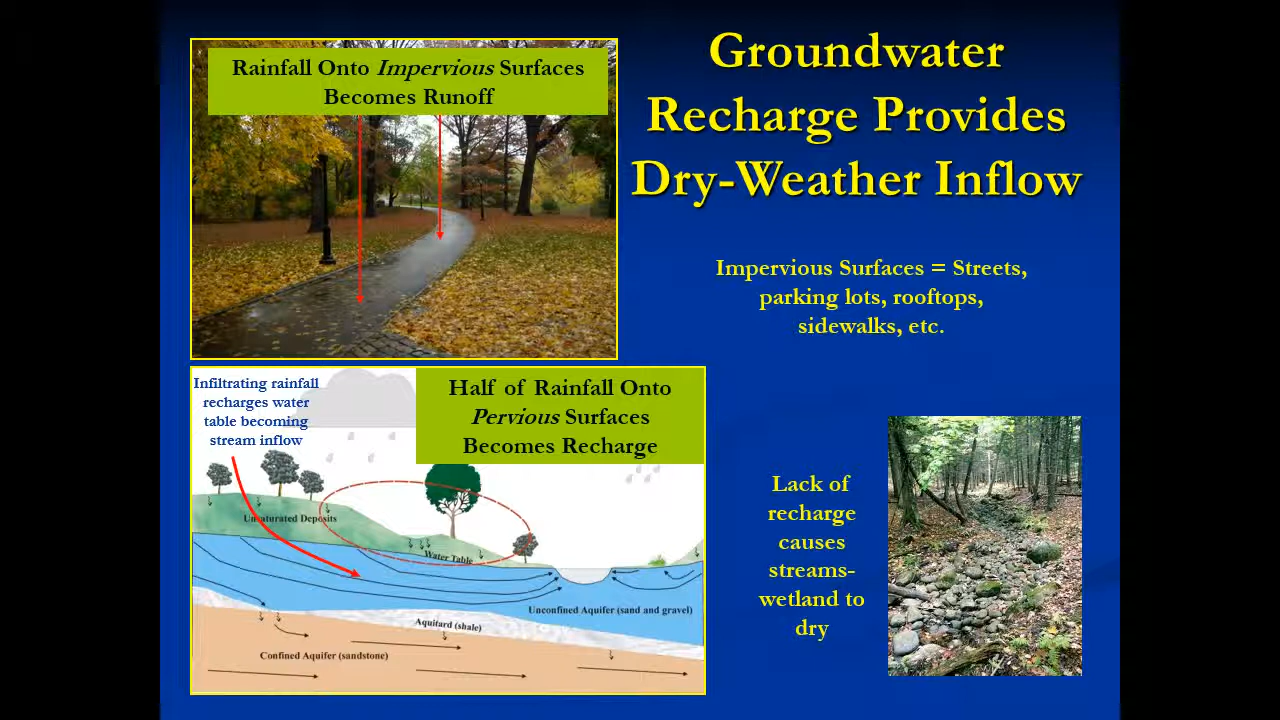 Groundwater
Recharge Provides
Dry-Weather Inflow
Rainfall Onto Impervious Surfaces
Becomes Runoff
Impervious Surfaces = Streets,
parking lots, rooftops,
sidewalks, etc.
Infiltrating rainfall
recharges water
table becoming
stream inflow
Half of Rainfall Onto
Pervious Surfaces
Becomes Recharge
Unsaturated Deposits
Water Table
Unconfined Aquifer (sand and gravel)
Aquitard (shale)
Confined Aquifer (sandstone)
Lack of
recharge
causes
streams-
wetland to
dry